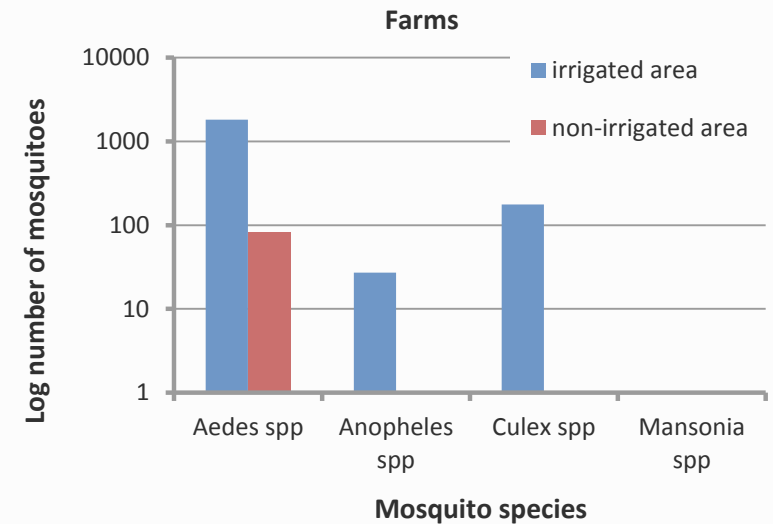 Farms
irrigated area
non-irrigated area
Log number of mosquitoes
10000
1000
100
10
1
Aedes spp
Anopheles
spp
Culex spp
Mansonia
spp
Mosquito species